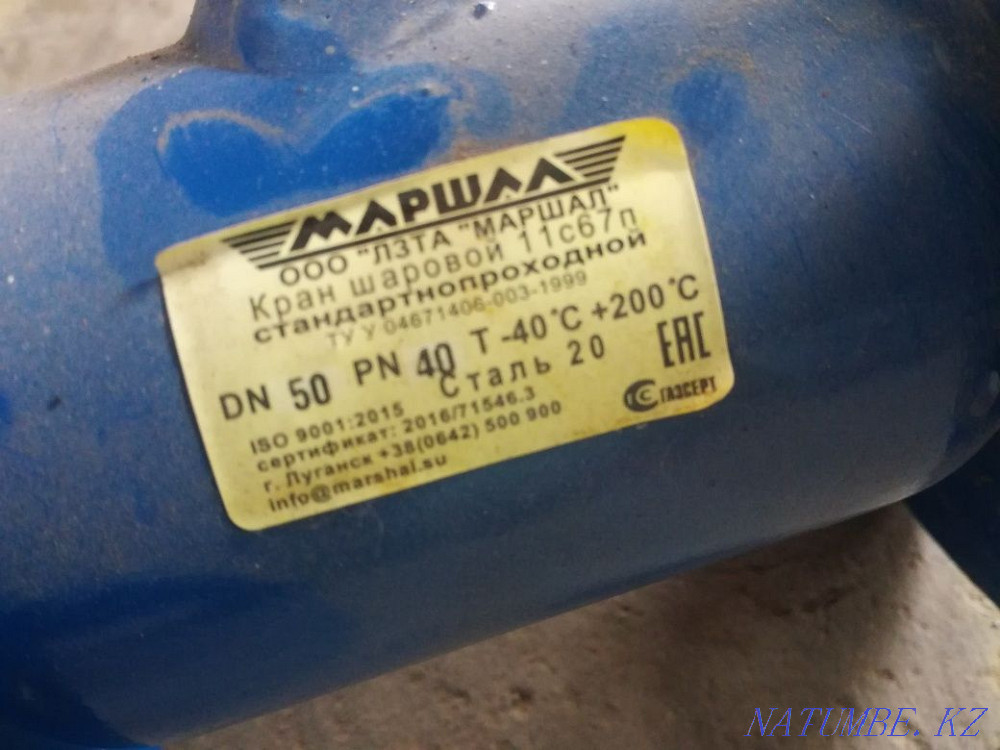 МАРШАЛ
ООО "ЛЗТА "МАРШАЛ"
Кран шаровой 11с67п
стандартнопроходной
ТУ У 04671406-003-1999
DN 50 PN 40 T -40°C +200°C
Сталь 20
EAC
ISO 9001:2015
ГАЗСЕРТ
сертификат: 2016/71546.3
г. Луганск +38(0642) 500 900
info@marshal.su
NATUMBE. KZ